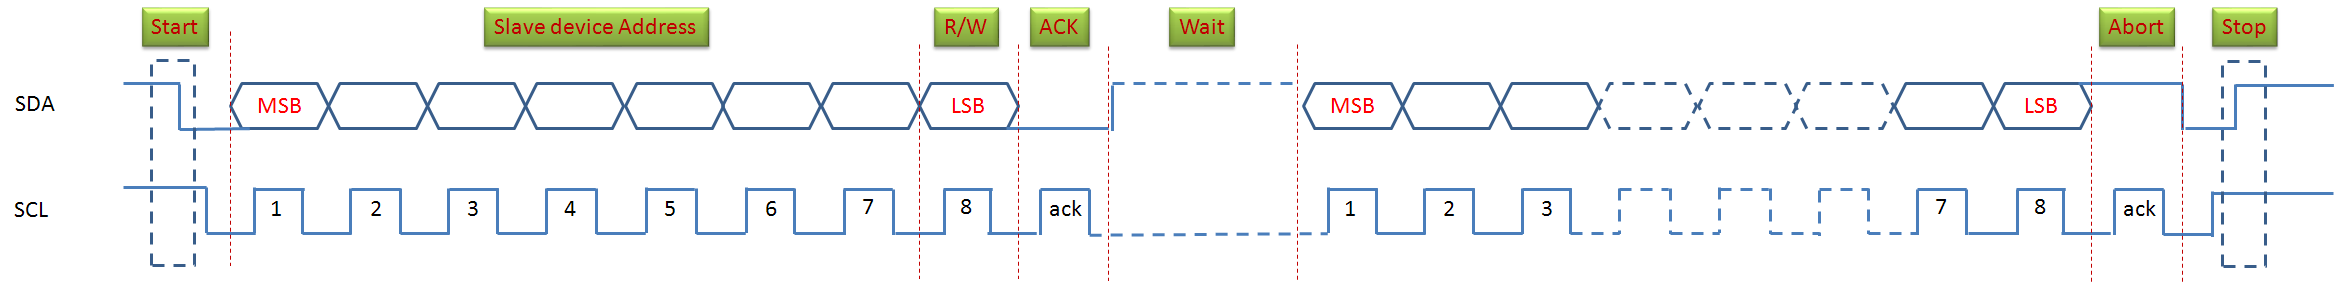 Start Slave device Address R/W ACK Wait Abort Stop
SDA MSB LSB MSB LSB
SCL 1 2 3 4 5 6 7 8 ack 1 2 3 7 8 ack